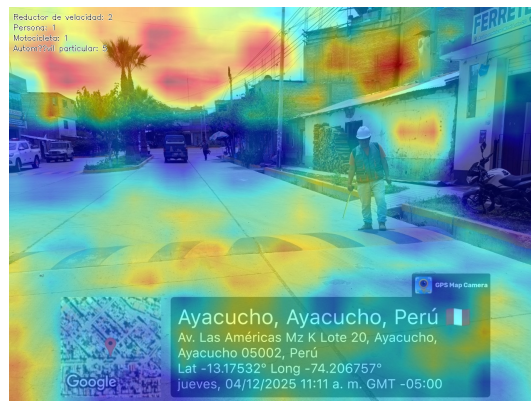 Reductor de velocidad: 2
Persona: 1
Motocicleta: 1
Automóvil particular: 5
FERRET
GPS Map Camera
Ayacucho, Ayacucho, Perú
Av. Las Américas Mz K Lote 20, Ayacucho,
Ayacucho 05002, Perú
Lat -13.17532° Long -74.206757°
jueves, 04/12/2025 11:11 a. m. GMT -05:00
Google